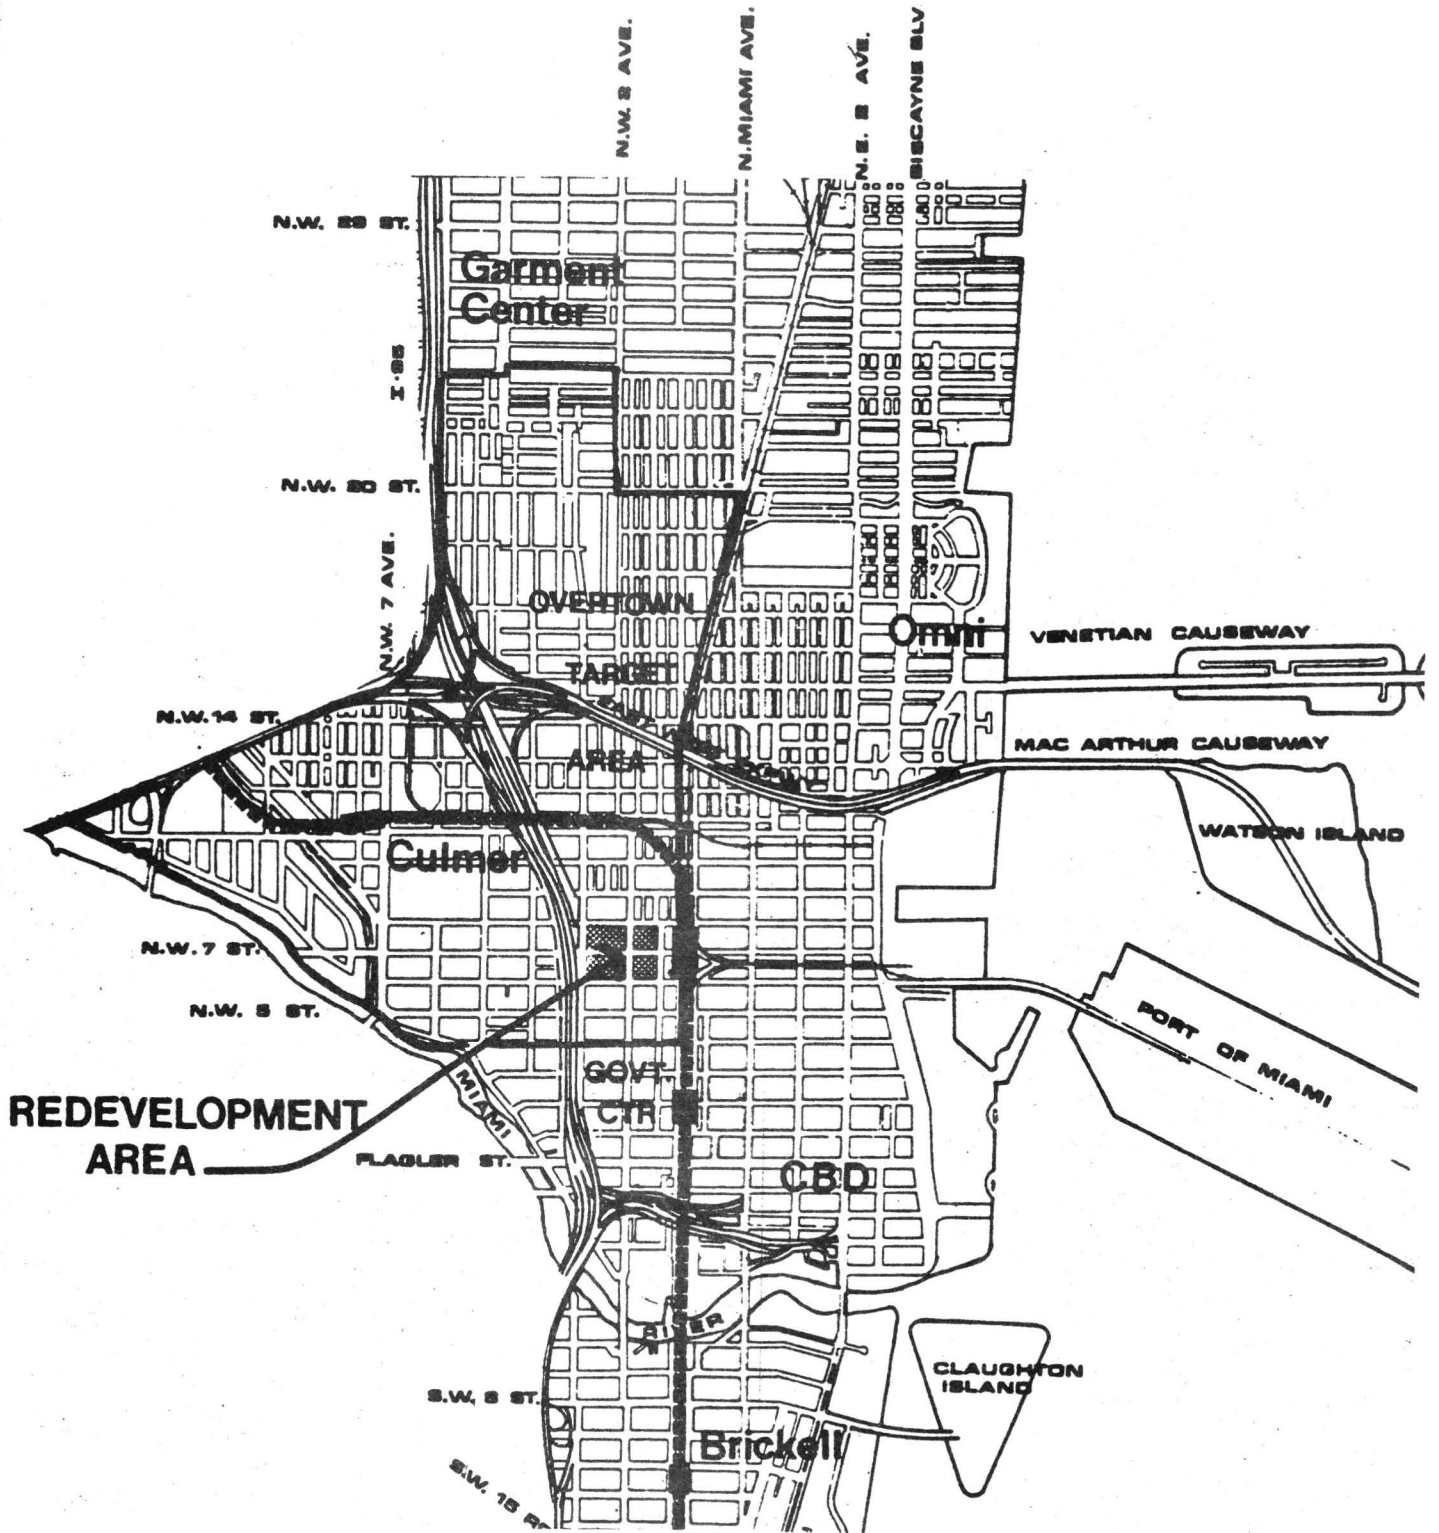 N.W. 2 AVE.
N.MIAMI AVE.
N.E. 2 AVE.
BISCAYNE BLV
N.W. 29 ST.
Garment
Center
I-95
N.W. 20 ST.
N.W. 7 AVE.
OVERTOWN
Omni
VENETIAN CAUSEWAY
TARGET
N.W. 14 ST.
EAST
MAC ARTHUR CAUSEWAY
AREA
WATSON ISLAND
Culmer
N.W. 7 ST.
N.W. 5 ST.
PORT OF MIAMI
GOVT.
CTR
MIAMI
REDEVELOPMENT
AREA
FLAGLER ST.
CBD
RIVER
CLAUGHTON
ISLAND
S.W. 8 ST.
Brickell
S.W. 15 R